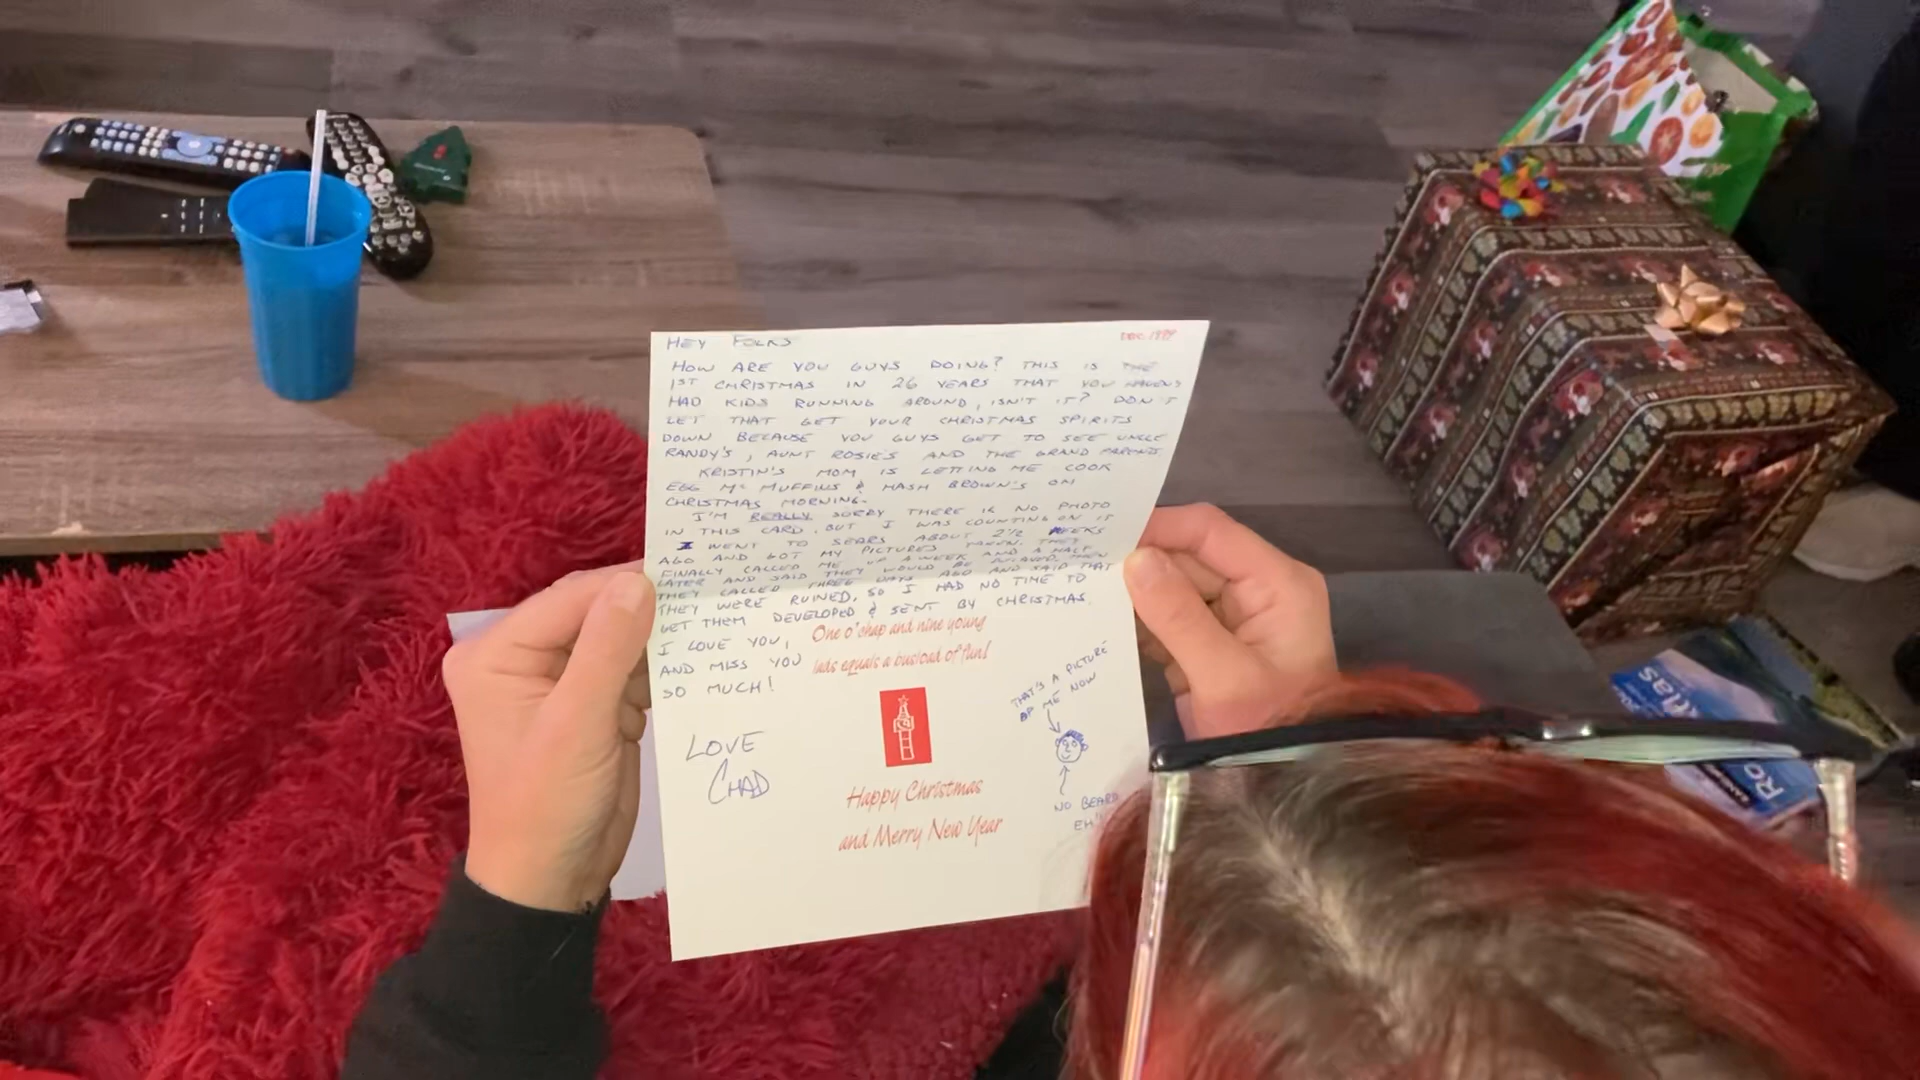 HEY FOLKS
DEC. 1998
HOW ARE YOU GUYS DOING? THIS IS THE
1ST CHRISTMAS IN 26 YEARS THAT YOU HAVEN'T
HAD KIDS RUNNING AROUND, ISN'T IT? DON'T
LET THAT GET YOUR CHRISTMAS SPIRITS
DOWN BECAUSE YOU GUYS GET TO SEE UNCLE
RANDY'S, AUNT ROSIE'S AND THE GRAND PARENTS
KRISTIN'S MOM IS LETTING ME COOK
EGG Mc MUFFINS & HASH BROWN'S ON
CHRISTMAS MORNING.
I'M REALLY SORRY THERE IS NO PHOTO
IN THIS CARD, BUT I WAS COUNTING ON IT
I WENT TO SEARS ABOUT 2 1/2 WEEKS
AGO AND GOT MY PICTURES TAKEN. THEY
FINALLY CALLED ME UP A WEEK AND A HALF
LATER AND SAID THEY WOULD BE DELAYED. THEN
THEY CALLED THREE DAYS AGO AND SAID THAT
THEY WERE RUINED, SO I HAD NO TIME TO
GET THEM DEVELOPED & SENT BY CHRISTMAS.
I LOVE YOU,
AND MISS YOU
SO MUCH!
One o'chap and nine young
lads equals a busload of fun!
THAT'S A PICTURE
OF ME NOW
LOVE
CHAD
NO BEARD
EH!
Happy Christmas
and Merry New Year